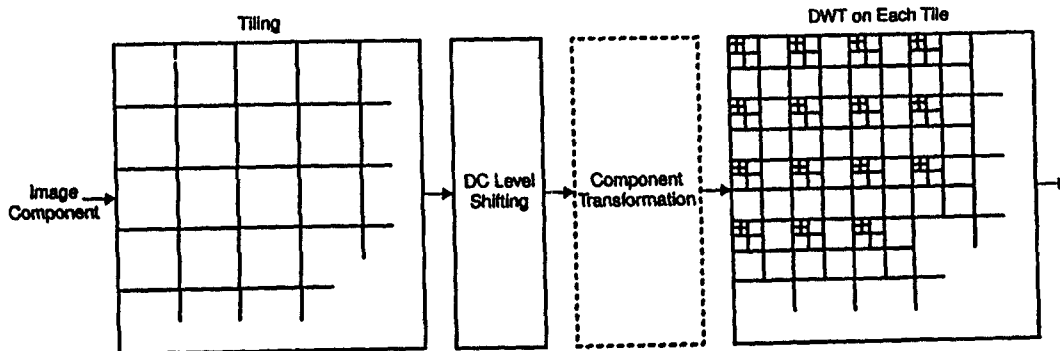 Tiling
DWT on Each Tile
Image
Component
DC Level
Shifting
Component
Transformation